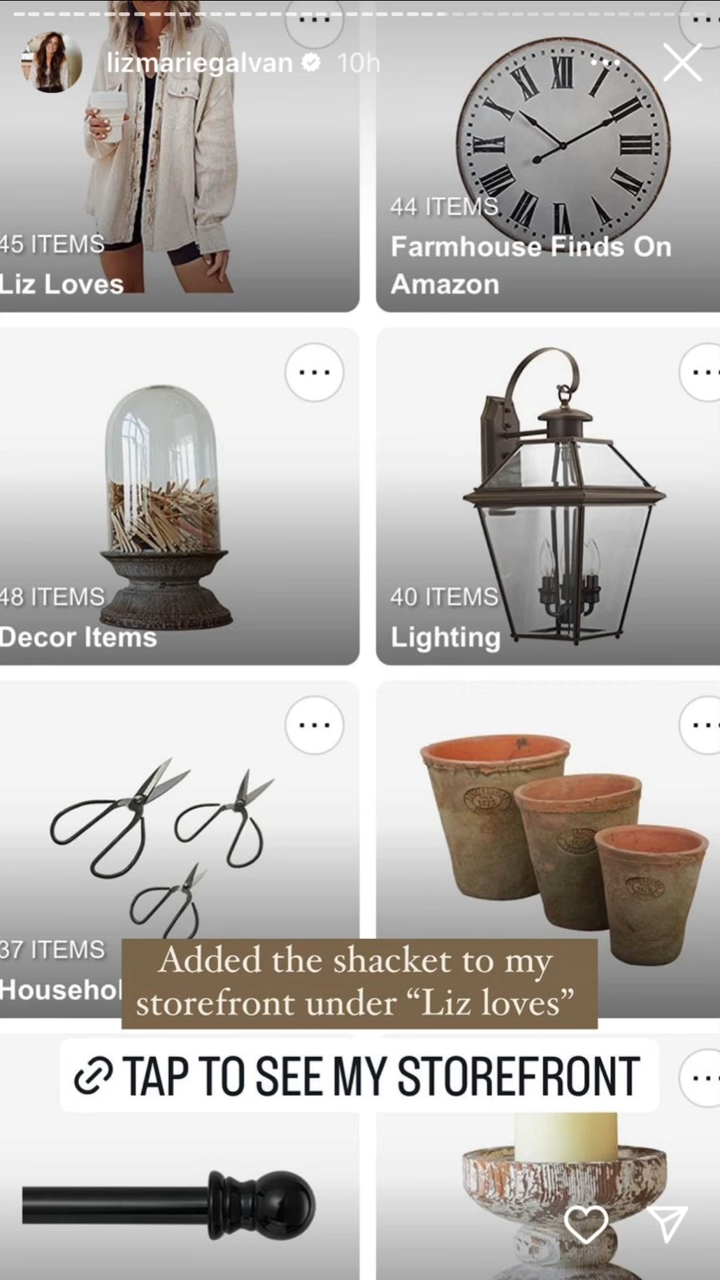 lizmariegalvan 10h
45 ITEMS
Liz Loves
44 ITEMS
Farmhouse Finds On
Amazon
48 ITEMS
Decor Items
40 ITEMS
Lighting
37 ITEMS
Househol
Added the shacket to my
storefront under “Liz loves”
TAP TO SEE MY STOREFRONT